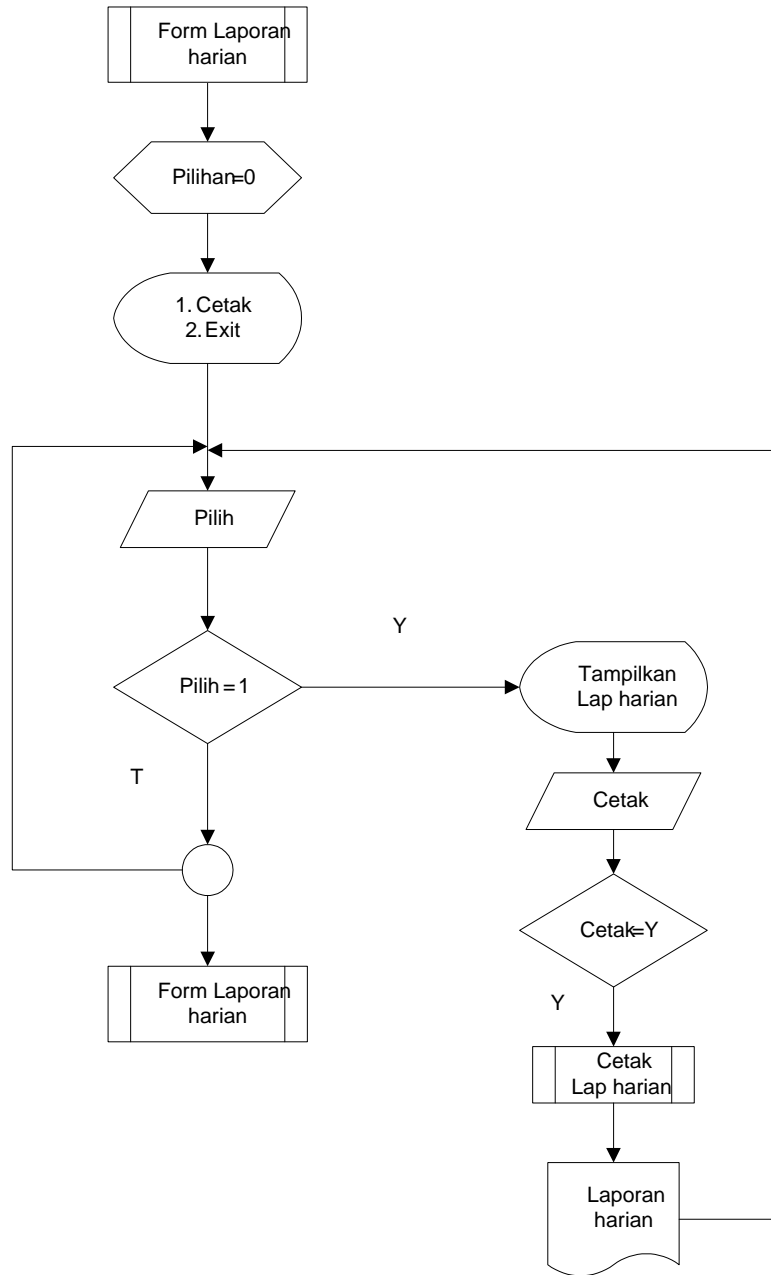 Form Laporan
harian
Pilihan=0
1. Cetak
2. Exit
Pilih
Pilih = 1
Y
T
Tampilkan
Lap harian
Cetak
Cetak=Y
Y
Cetak
Lap harian
Laporan
harian
Form Laporan
harian